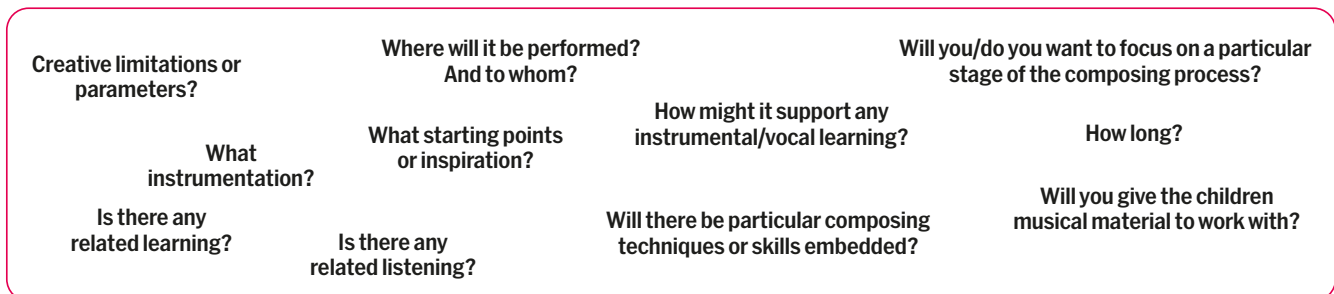 Creative limitations or
parameters?
Where will it be performed?
And to whom?
Will you/do you want to focus on a particular
stage of the composing process?
How might it support any
instrumental/vocal learning?
What starting points
or inspiration?
How long?
What
instrumentation?
Will you give the children
musical material to work with?
Is there any
related learning?
Will there be particular composing
techniques or skills embedded?
Is there any
related listening?